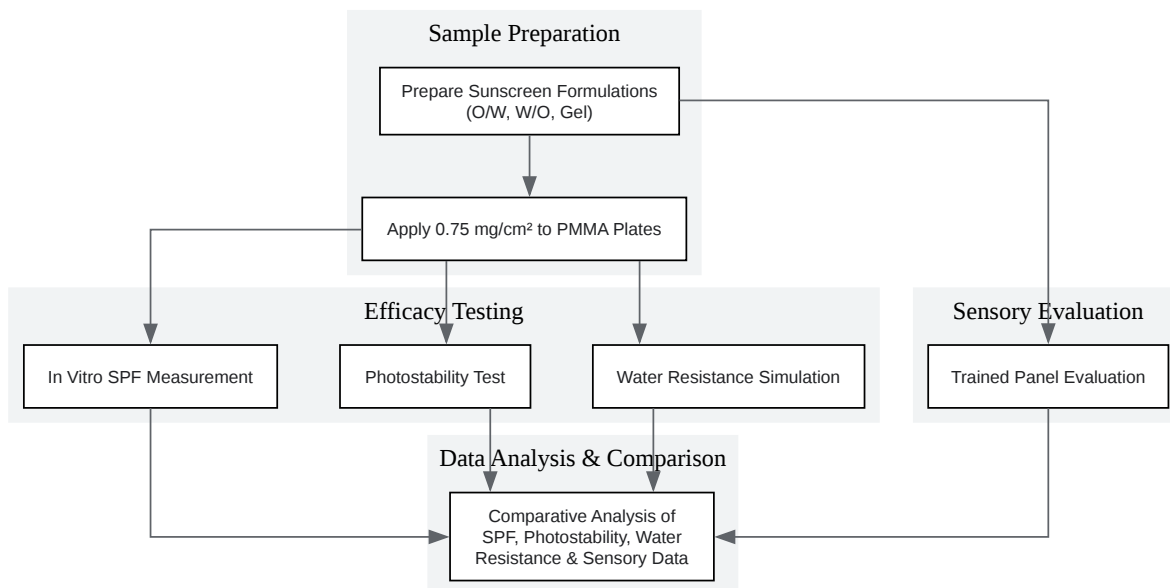 Sample Preparation
Prepare Sunscreen Formulations
(O/W, W/O, Gel)
Apply 0.75 mg/cm² to PMMA Plates
Efficacy Testing
Sensory Evaluation
In Vitro SPF Measurement
Photostability Test
Water Resistance Simulation
Trained Panel Evaluation
Data Analysis & Comparison
Comparative Analysis of
SPF, Photostability, Water
Resistance & Sensory Data